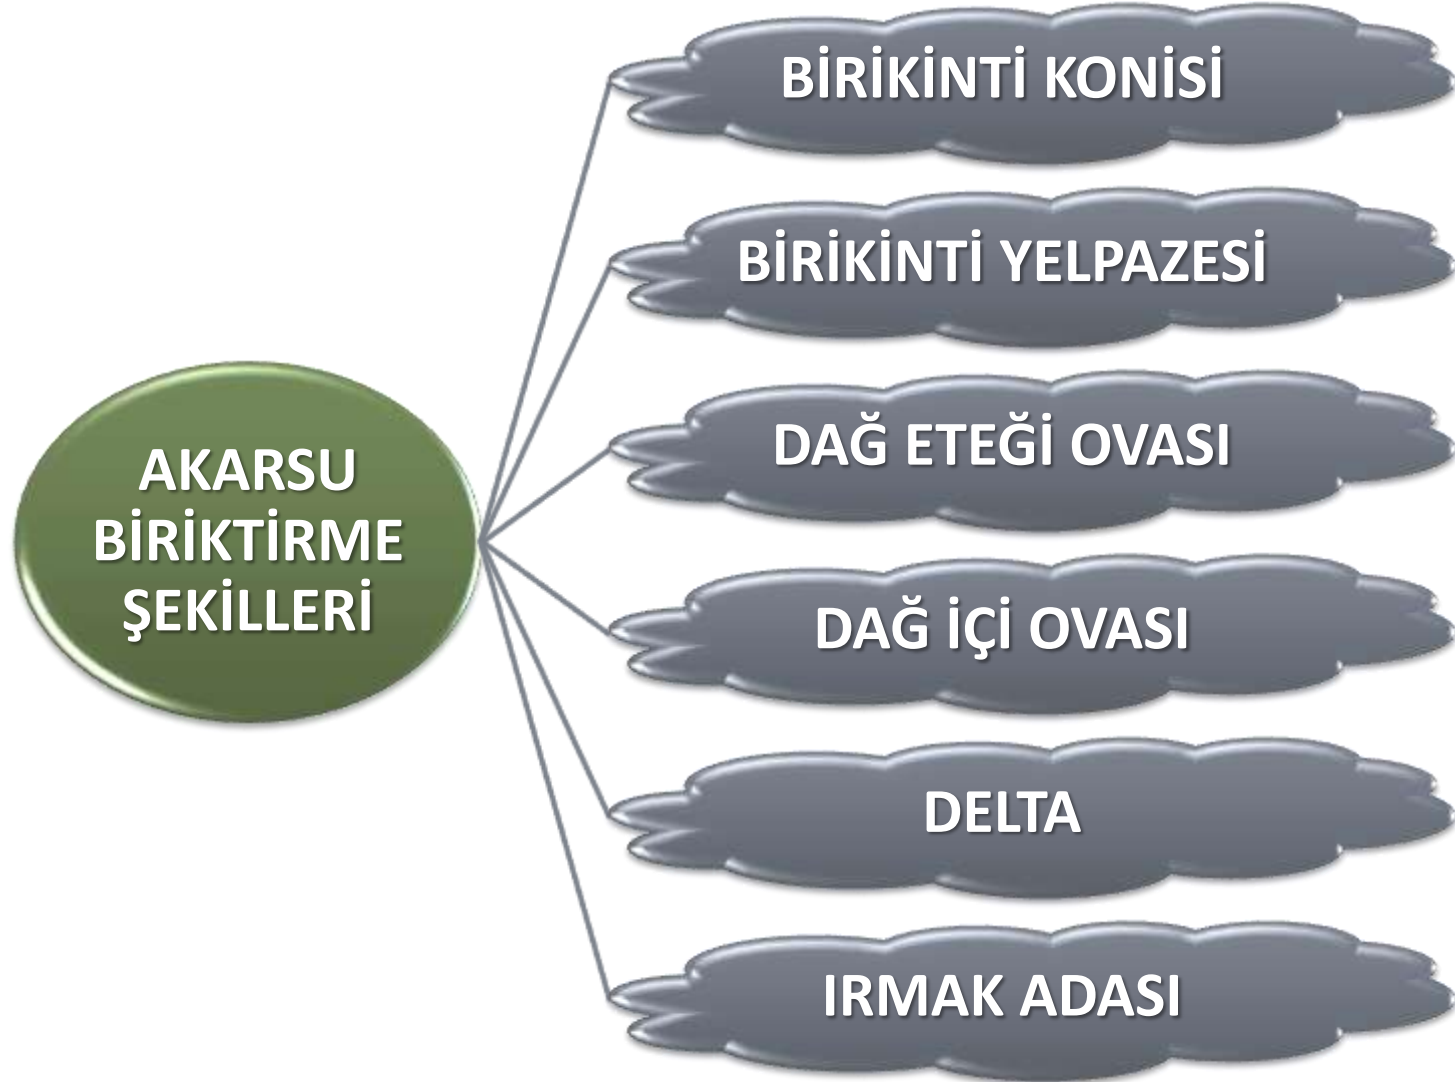 BİRİKİNTİ KONİSİ
BİRİKİNTİ YELPAZESİ
DAĞ ETEĞİ OVASI
AKARSU
BİRİKTİRME
ŞEKİLLERİ
DAĞ İÇİ OVASI
DELTA
IRMAK ADASI